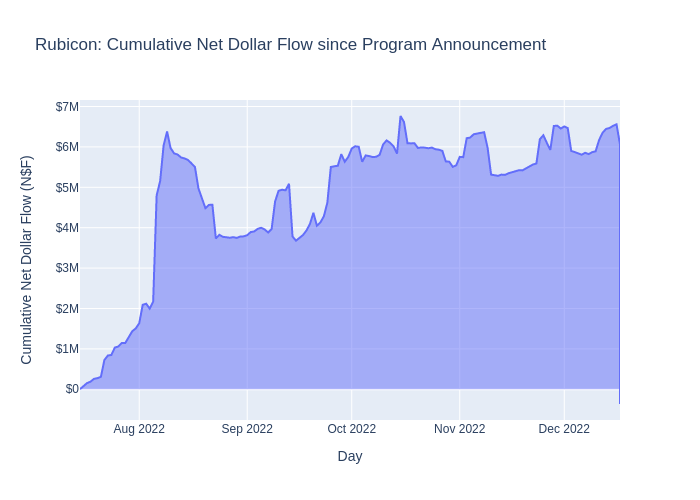 Rubicon: Cumulative Net Dollar Flow since Program Announcement
$7M
$6M
$5M
$4M
$3M
$2M
$1M
$0
Cumulative Net Dollar Flow (N$F)
Aug 2022
Sep 2022
Oct 2022
Nov 2022
Dec 2022
Day